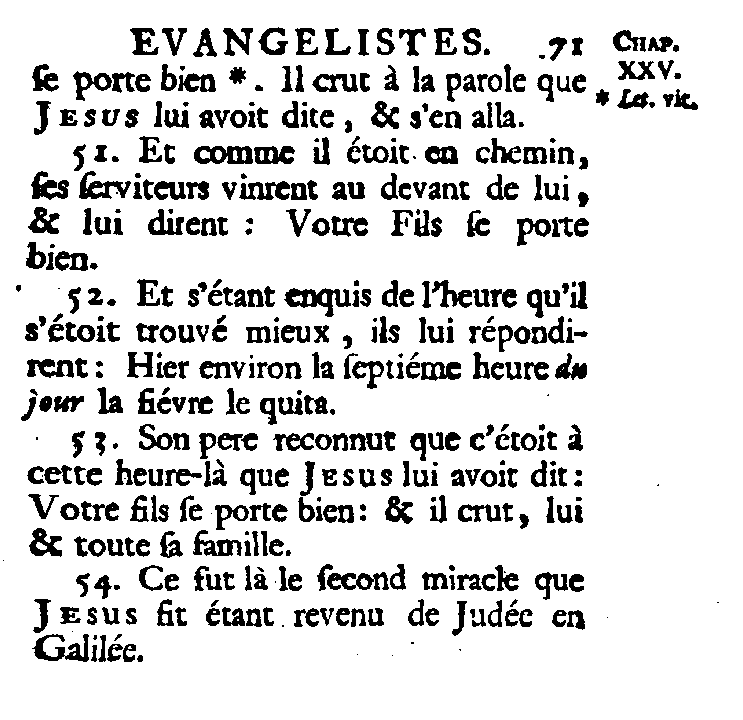 EVANGELISTES. 71
CHAP. XXV.
* Let. vit.
ſe porte bien *. Il crut à la parole que
JESUS lui avoit dite, & s'en alla.
51. Et comme il étoit en chemin,
ſes ſerviteurs vinrent au devant de lui,
& lui dirent : Votre Fils ſe porte
bien.
52. Et s'étant enquis de l'heure qu'il
s'étoit trouvé mieux, ils lui répondi-
rent : Hier environ la ſeptiéme heure du
jour la fiévre le quita.
53. Son pere reconnut que c'étoit à
cette heure-là que JESUS lui avoit dit :
Votre fils ſe porte bien : & il crut, lui
& toute ſa famille.
54. Ce fut là le ſecond miracle que
JESUS fit étant revenu de Judée en
Galilée.